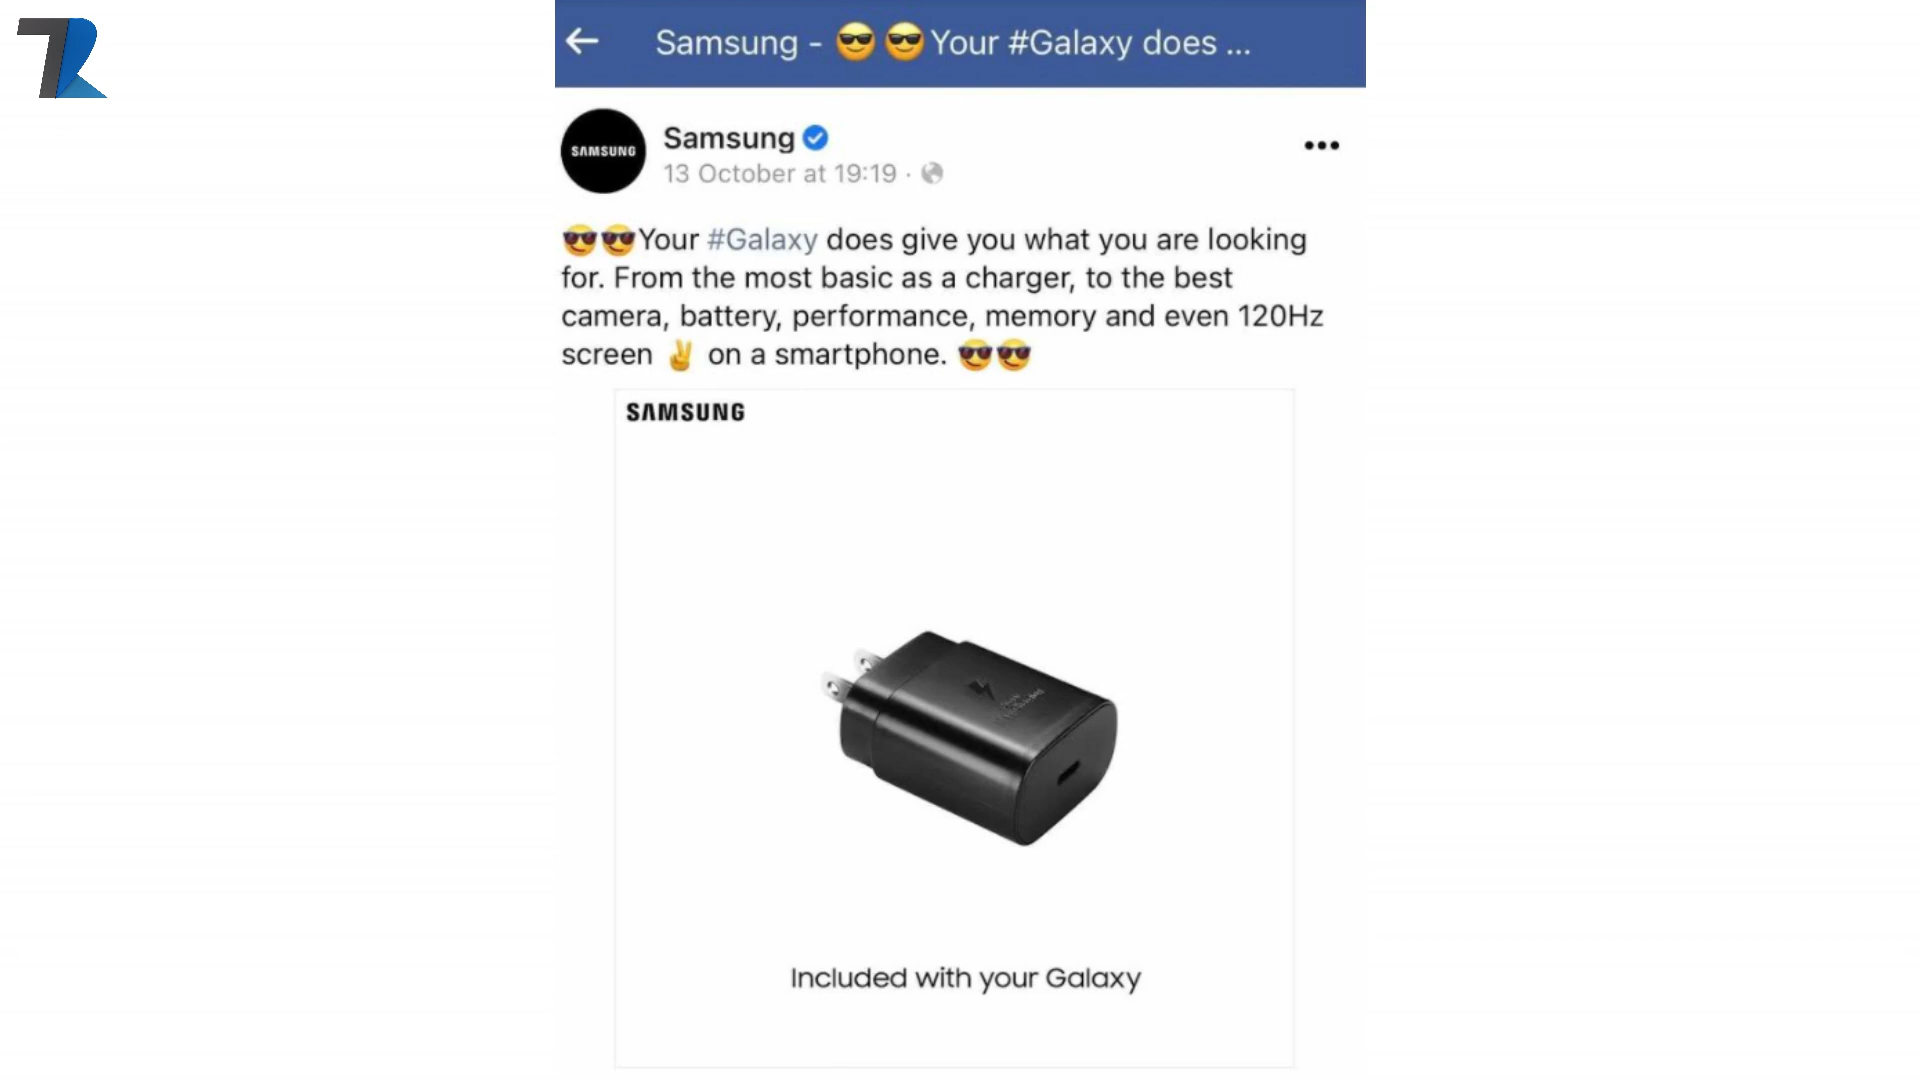 Samsung - 😎 😎 Your #Galaxy does ...
SAMSUNG
Samsung
13 October at 19:19 ·
😎😎Your #Galaxy does give you what you are looking
for. From the most basic as a charger, to the best
camera, battery, performance, memory and even 120Hz
screen ✌️ on a smartphone. 😎😎
SAMSUNG
Included with your Galaxy